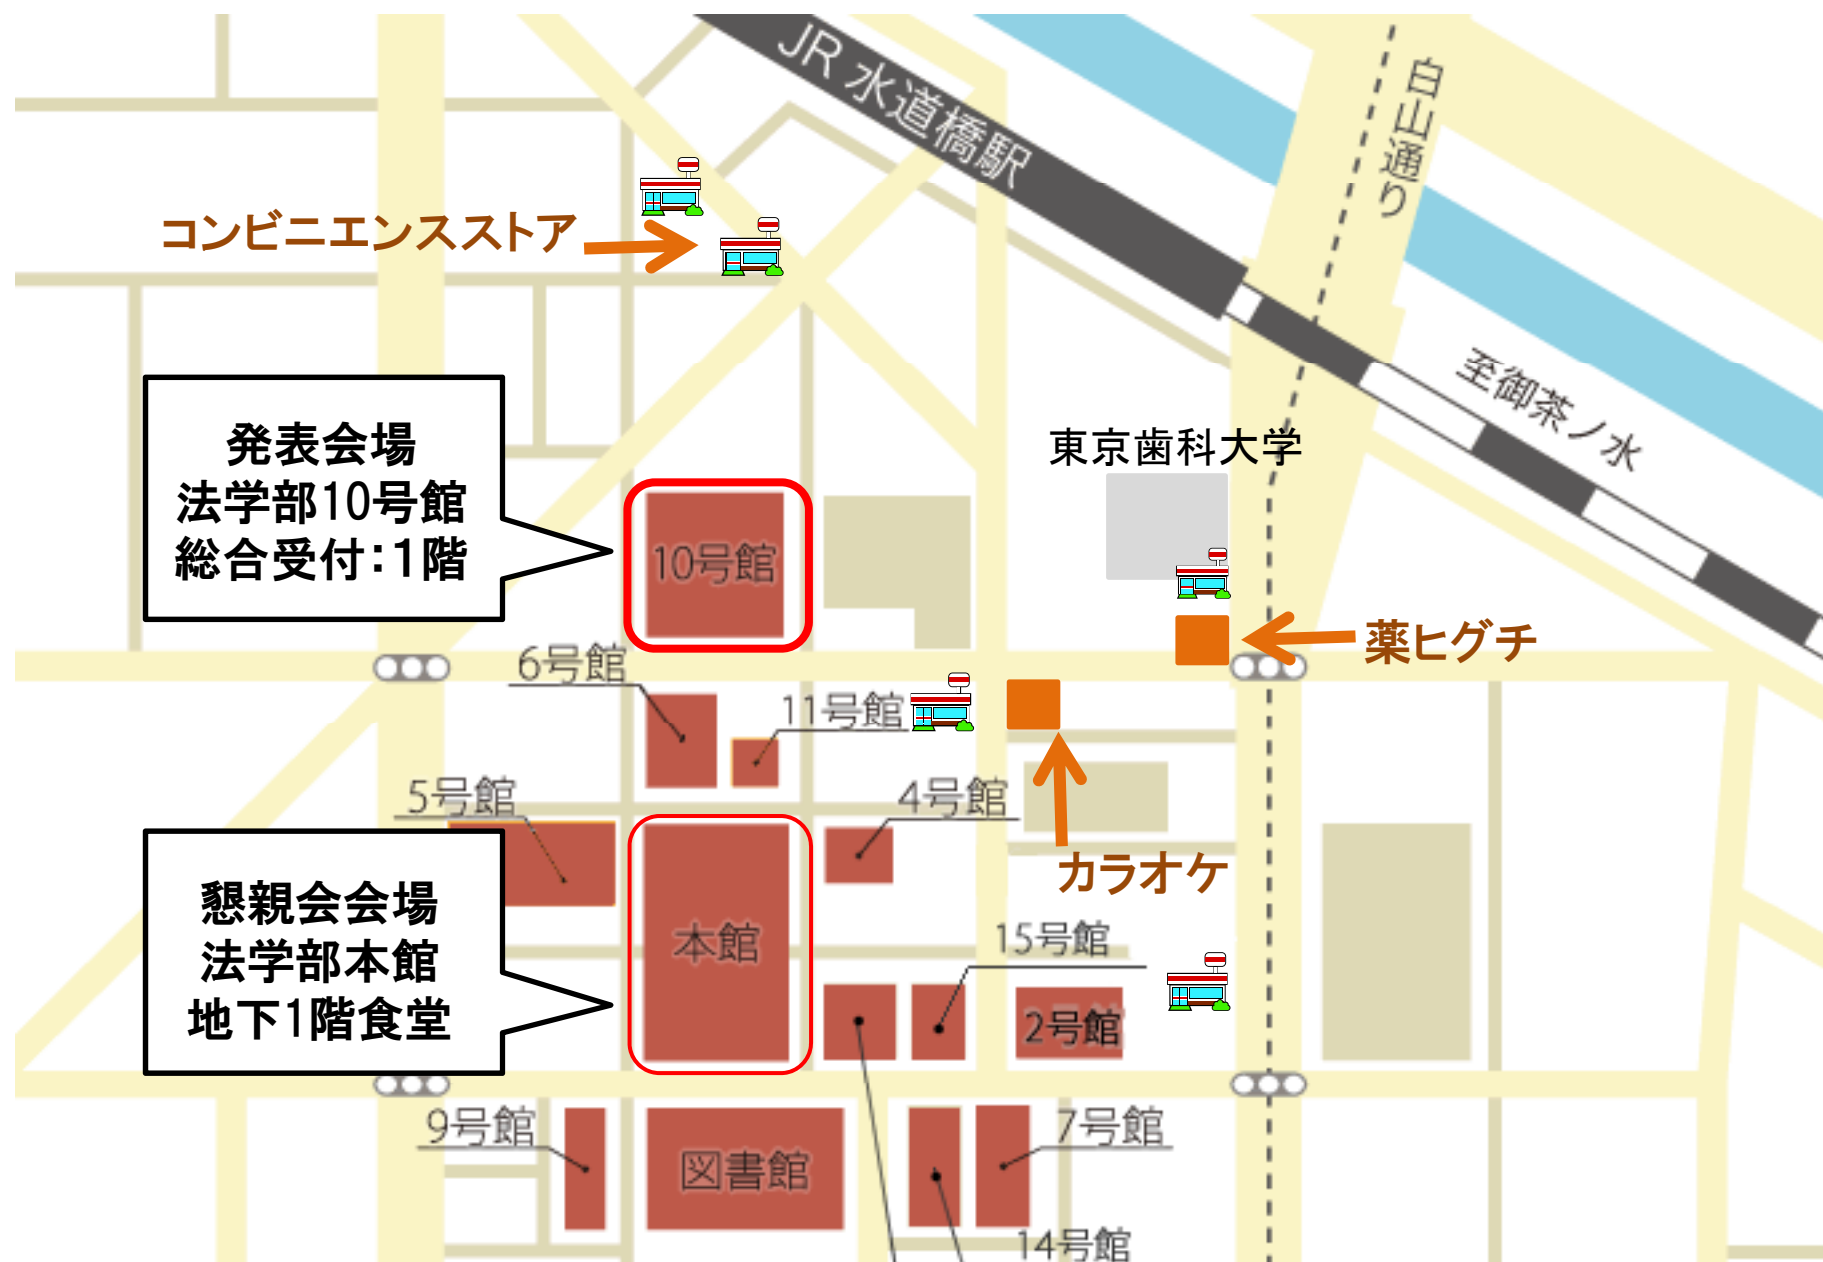 JR 水道橋駅
白山通り
コンビニエンスストア
至御茶ノ水
発表会場
法学部10号館
総合受付：1階
東京歯科大学
10号館
薬ヒグチ
6号館
11号館
5号館
4号館
カラオケ
懇親会会場
法学部本館
地下1階食堂
本館
15号館
2号館
9号館
図書館
7号館
14号館